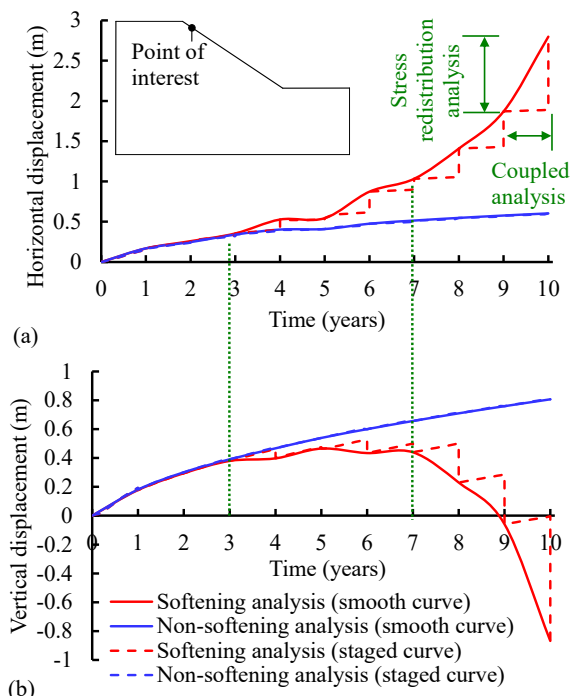 3
2.5
2
1.5
1
0.5
0
Horizontal displacement (m)
Point of
interest
Stress
redistribution
analysis
Coupled
analysis
0 1 2 3 4 5 6 7 8 9 10
Time (years)
(a)
1
0.8
0.6
0.4
0.2
0
-0.2
-0.4
-0.6
-0.8
-1
Vertical displacement (m)
0 1 2 3 4 5 6 7 8 9 10
Time (years)
Softening analysis (smooth curve)
Non-softening analysis (smooth curve)
Softening analysis (staged curve)
Non-softening analysis (staged curve)
(b)